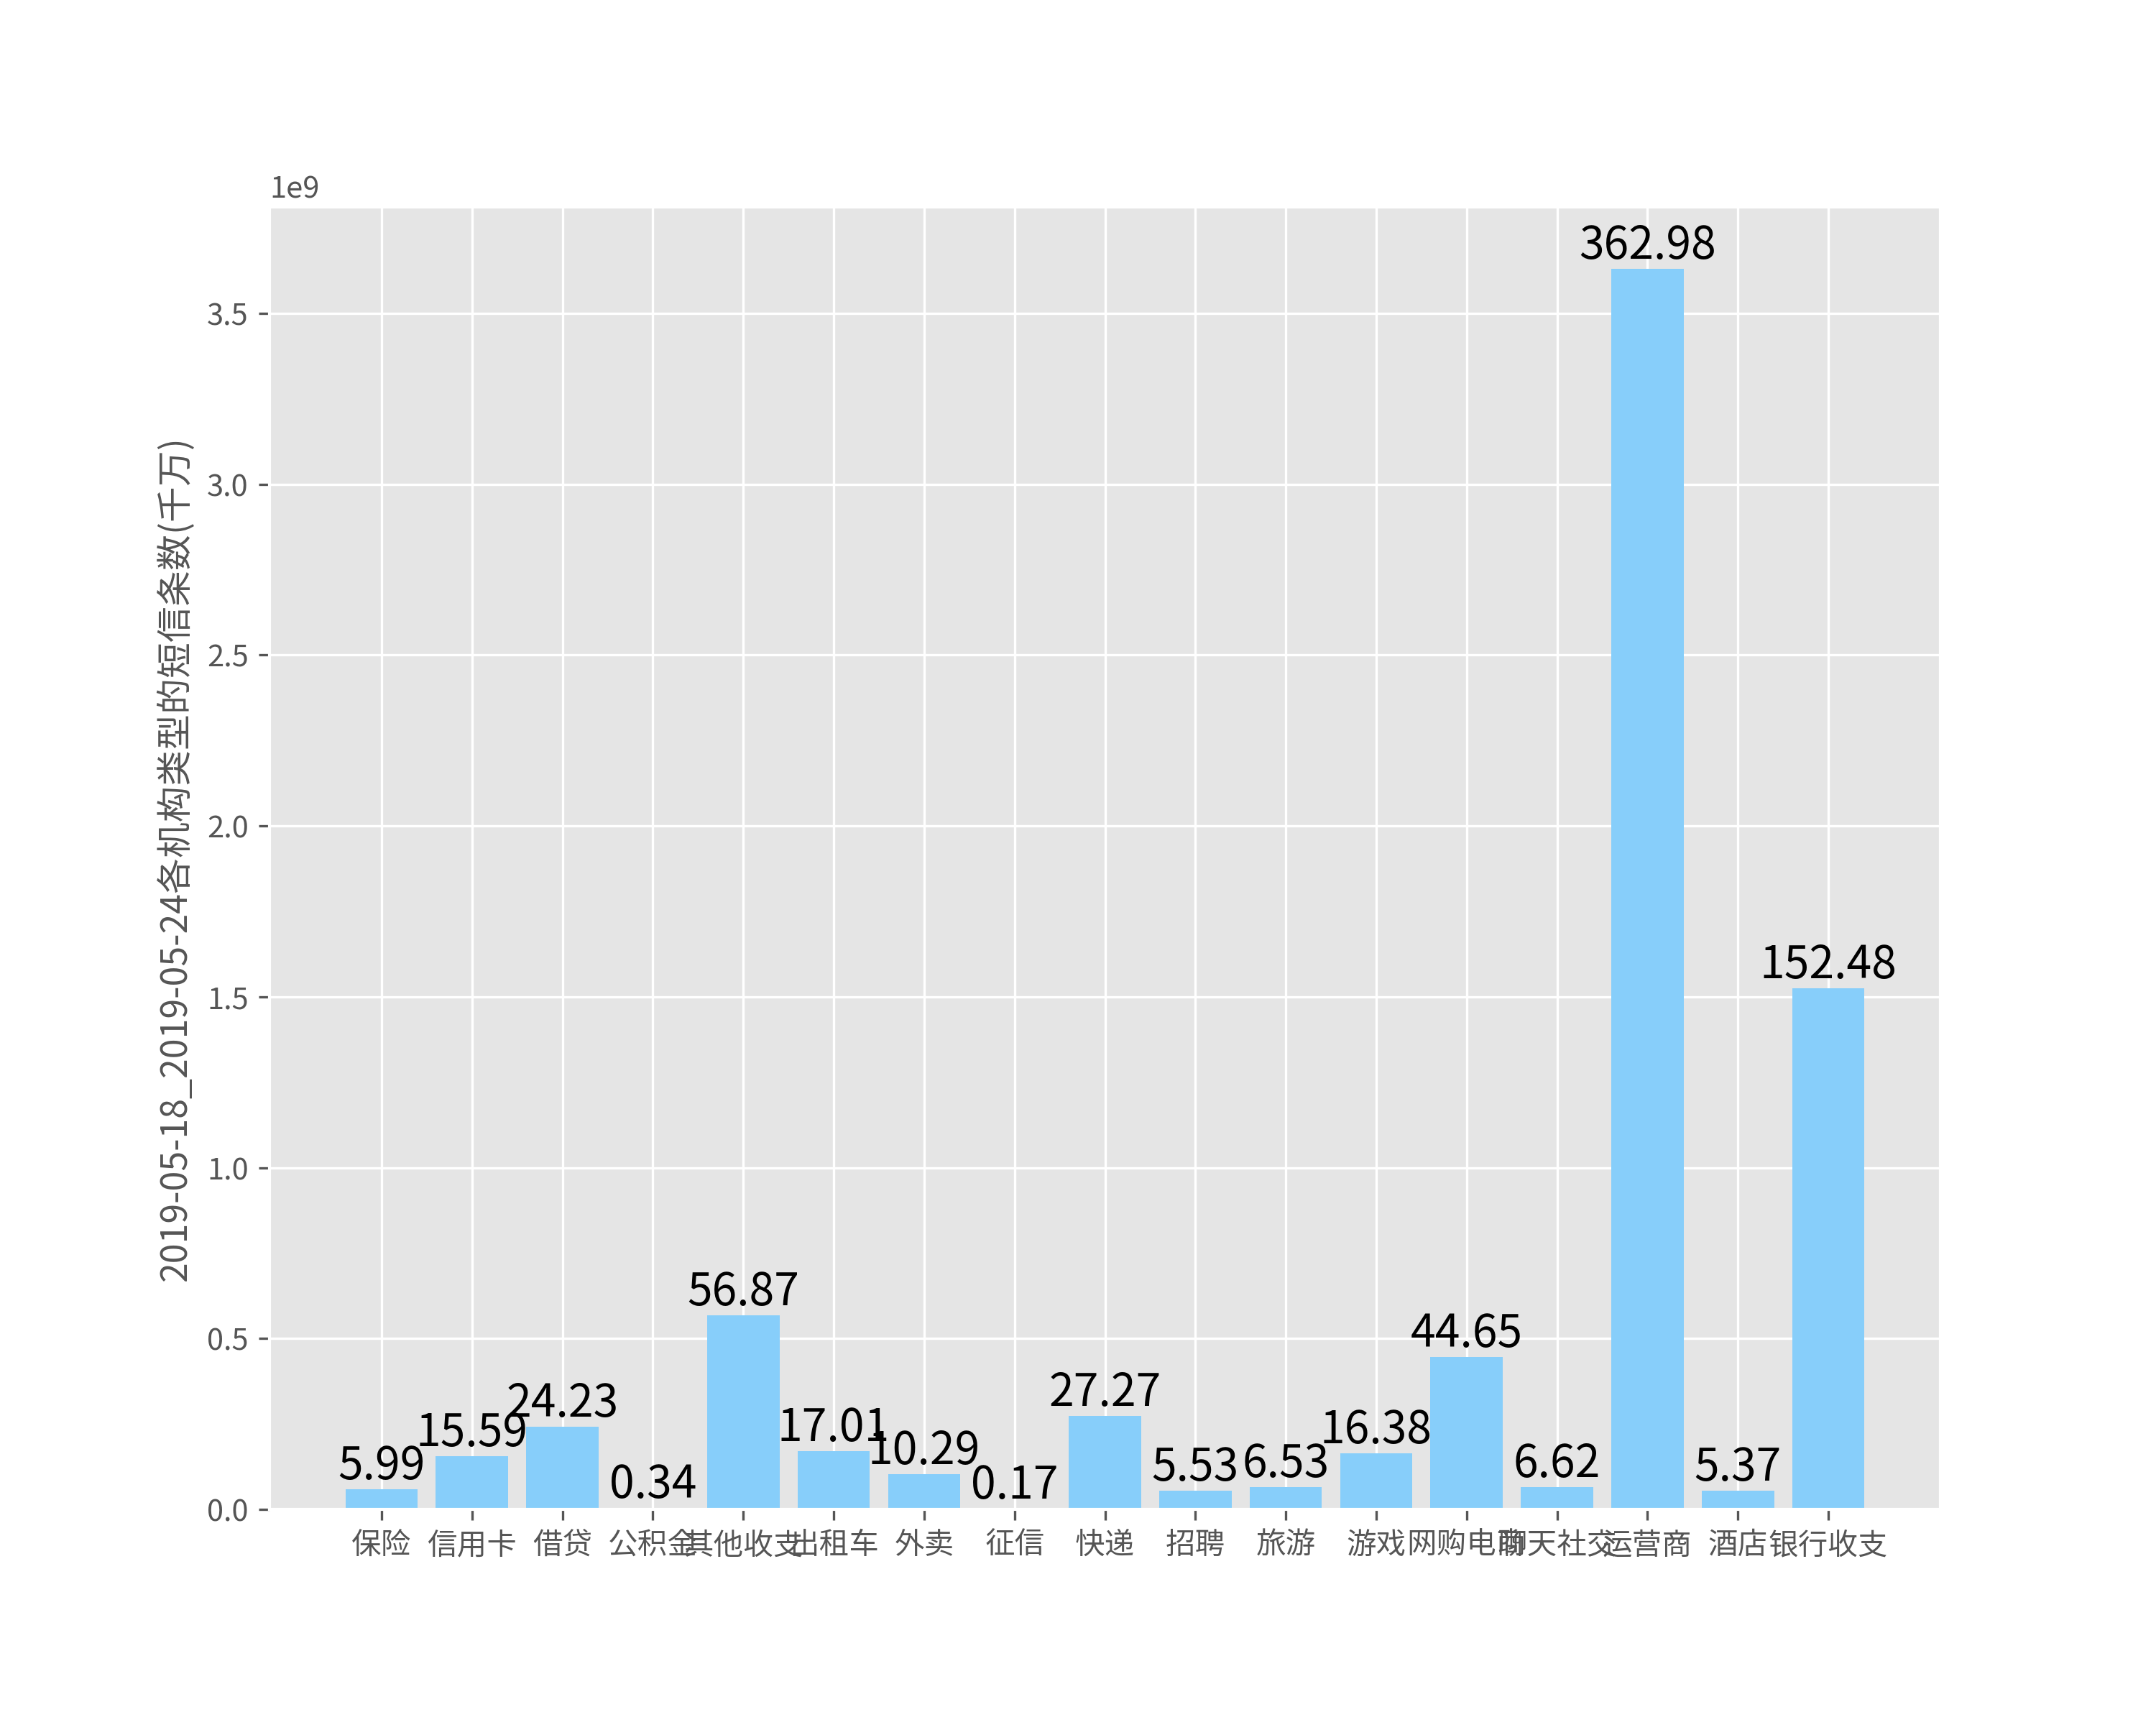 1e9
2019-05-18_2019-05-24各机构类型的短信条数(千万)
3.5
3.0
2.5
2.0
1.5
1.0
0.5
0.0
5.99
15.59
24.23
0.34
56.87
17.01
10.29
0.17
27.27
5.53
6.53
16.38
44.65
6.62
362.98
5.37
152.48
保险
信用卡
借贷
公积金
其他收支
出租车
外卖
征信
快递
招聘
旅游
游戏
网购电商
聊天社交
运营商
酒店
银行收支